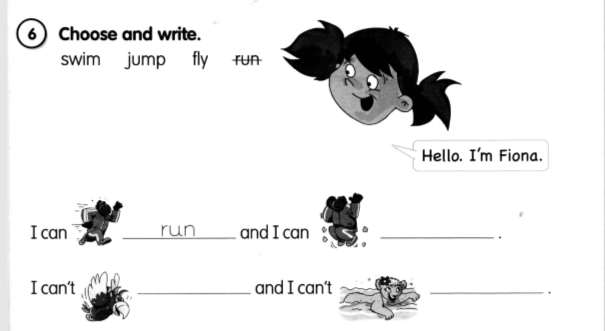 6 Choose and write.
swim jump fly run
Hello. I'm Fiona.
I can run and I can .
I can't and I can't .